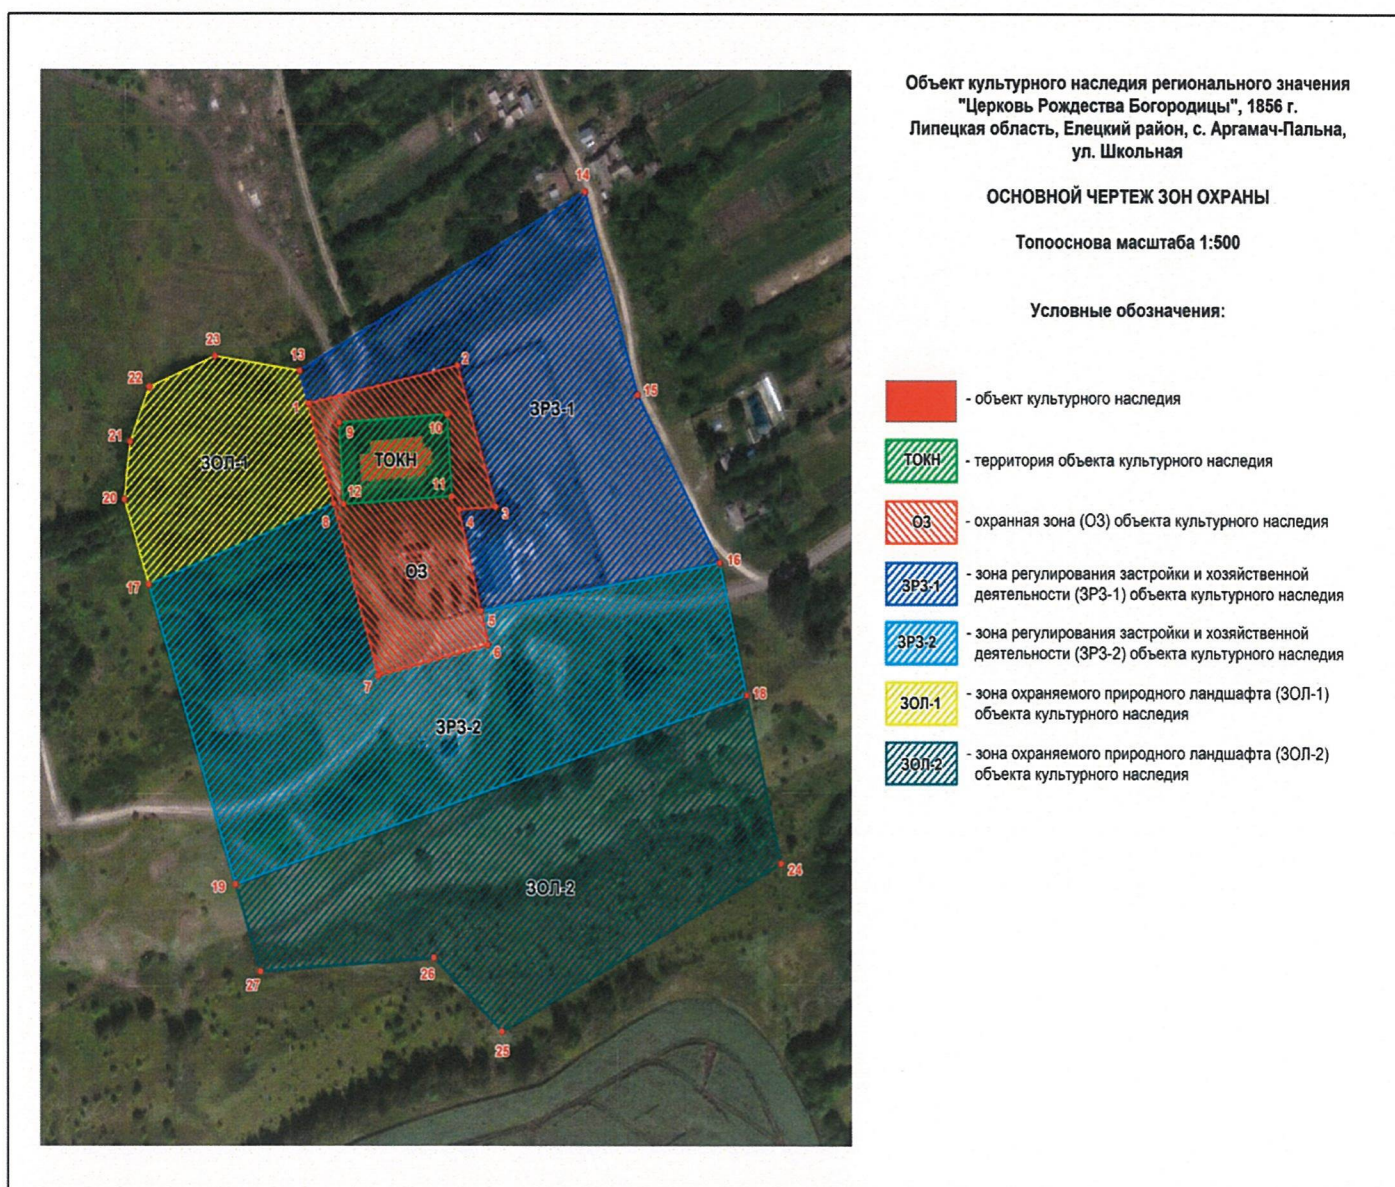 Объект культурного наследия регионального значения
"Церковь Рождества Богородицы", 1856 г.
Липецкая область, Елецкий район, с. Аргамач-Пальна,
ул. Школьная
ОСНОВНОЙ ЧЕРТЕЖ ЗОН ОХРАНЫ
Топооснова масштаба 1:500
Условные обозначения:
- объект культурного наследия
ТОКН - территория объекта культурного наследия
ОЗ - охранная зона (ОЗ) объекта культурного наследия
ЗРЗ-1 - зона регулирования застройки и хозяйственной
деятельности (ЗРЗ-1) объекта культурного наследия
ЗРЗ-2 - зона регулирования застройки и хозяйственной
деятельности (ЗРЗ-2) объекта культурного наследия
ЗОЛ-1 - зона охраняемого природного ландшафта (ЗОЛ-1)
объекта культурного наследия
ЗОЛ-2 - зона охраняемого природного ландшафта (ЗОЛ-2)
объекта культурного наследия
14
23
13
2
22
1
15
ЗРЗ-1
9
10
21
ЗОЛ-1
ТОКН
20
12
11
8
4
3
ОЗ
16
17
5
6
7
18
ЗРЗ-2
24
19
ЗОЛ-2
26
27
25